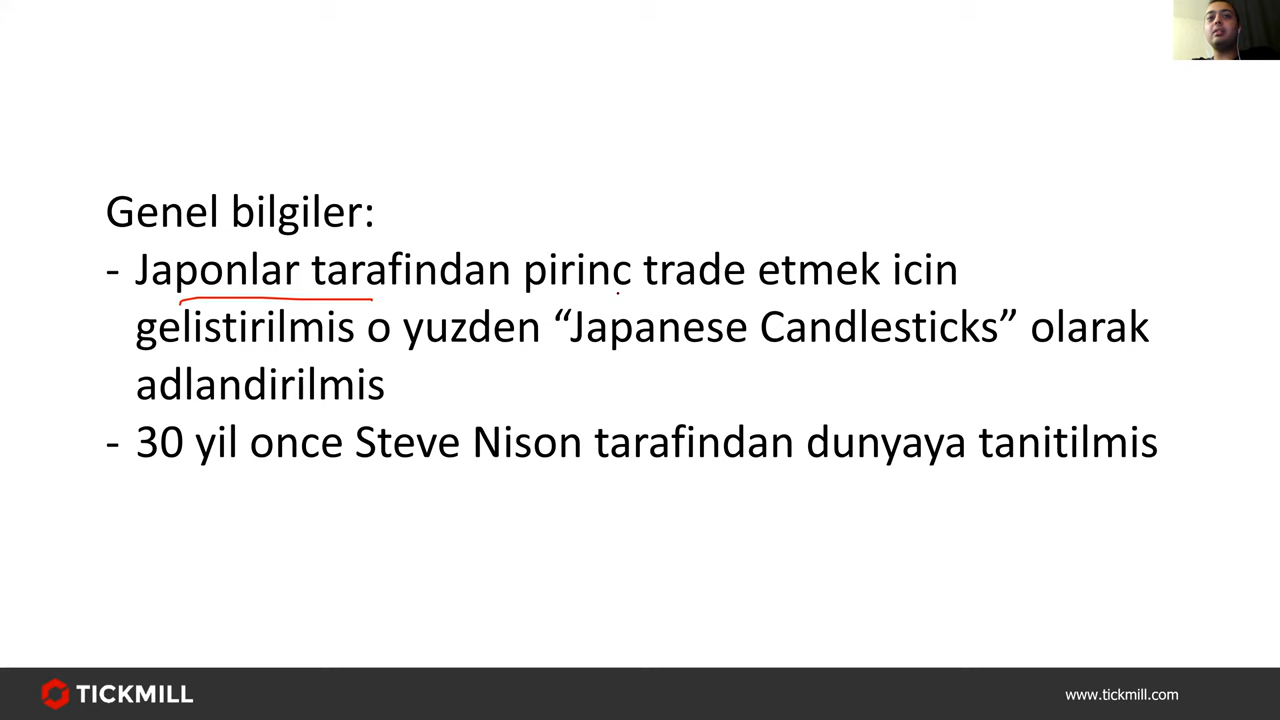 Genel bilgiler:
- Japonlar tarafindan pirinc trade etmek icin
gelistirilmis o yuzden “Japanese Candlesticks” olarak
adlandirilmis
- 30 yil once Steve Nison tarafindan dunyaya tanitilmis
TICKMILL
www.tickmill.com